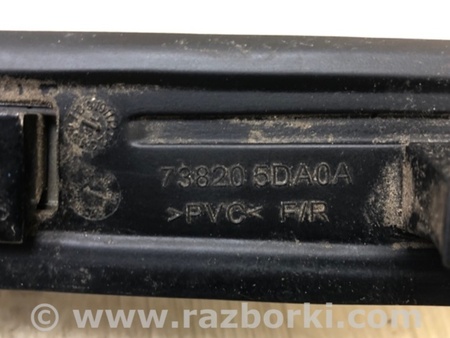 73820 5DA0A
>PVC< F/R
www.razborki.com